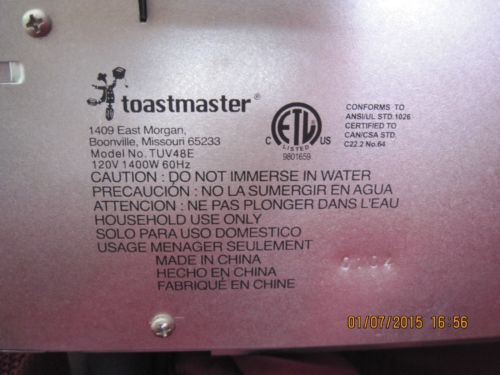 toastmaster®
1409 East Morgan,
Boonville, Missouri 65233
Model No. TUV48E
120V 1400W 60Hz
C ETL US
LISTED
9801659
CONFORMS TO
ANSI/UL STD.1026
CERTIFIED TO
CAN/CSA STD.
C22.2 No.64
CAUTION : DO NOT IMMERSE IN WATER
PRECAUCIÓN : NO LA SUMERGIR EN AGUA
ATTENCION : NE PAS PLONGER DANS L'EAU
HOUSEHOLD USE ONLY
SOLO PARA USO DOMESTICO
USAGE MENAGER SEULEMENT
MADE IN CHINA
HECHO EN CHINA
FABRIQUÉ EN CHINE
0104
01/07/2015 16:56